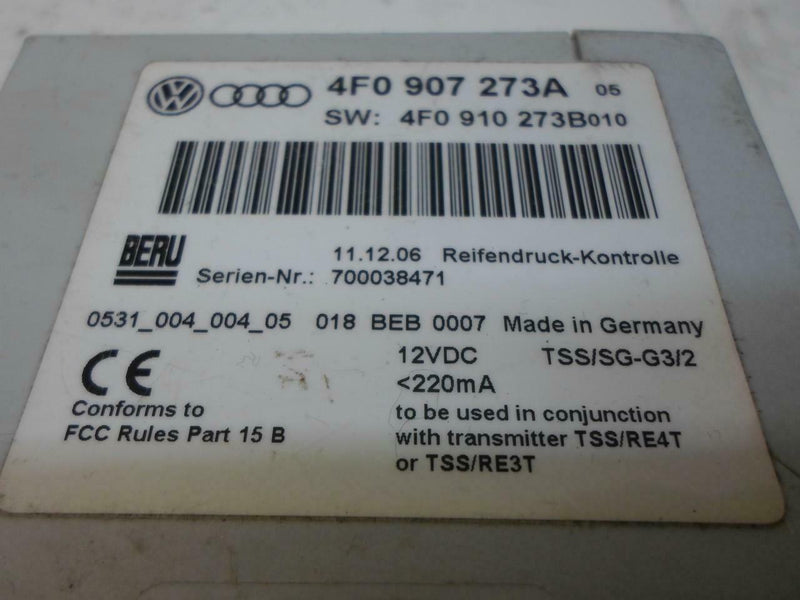 4F0 907 273A 05
SW: 4F0 910 273B010
BERU
11.12.06 Reifendruck-Kontrolle
Serien-Nr.: 700038471
0531_004_004_05 018 BEB 0007 Made in Germany
CE 12VDC TSS/SG-G3/2
<220mA
Conforms to
FCC Rules Part 15 B
to be used in conjunction
with transmitter TSS/RE4T
or TSS/RE3T